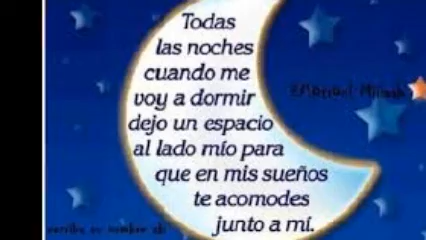 Todas
las noches
cuando me
voy a dormir
dejo un espacio
al lado mío para
que en mis sueños
te acomodes
junto a mí.